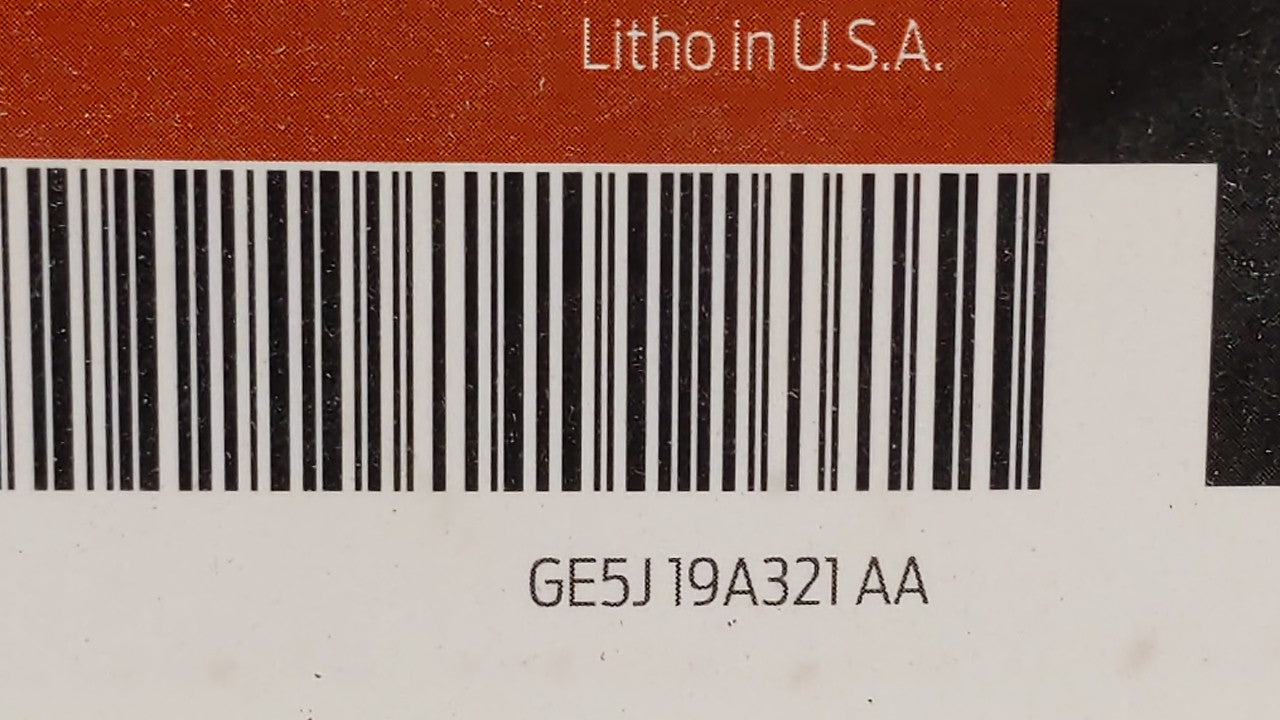 Litho in U.S.A.
GE5J 19A321 AA